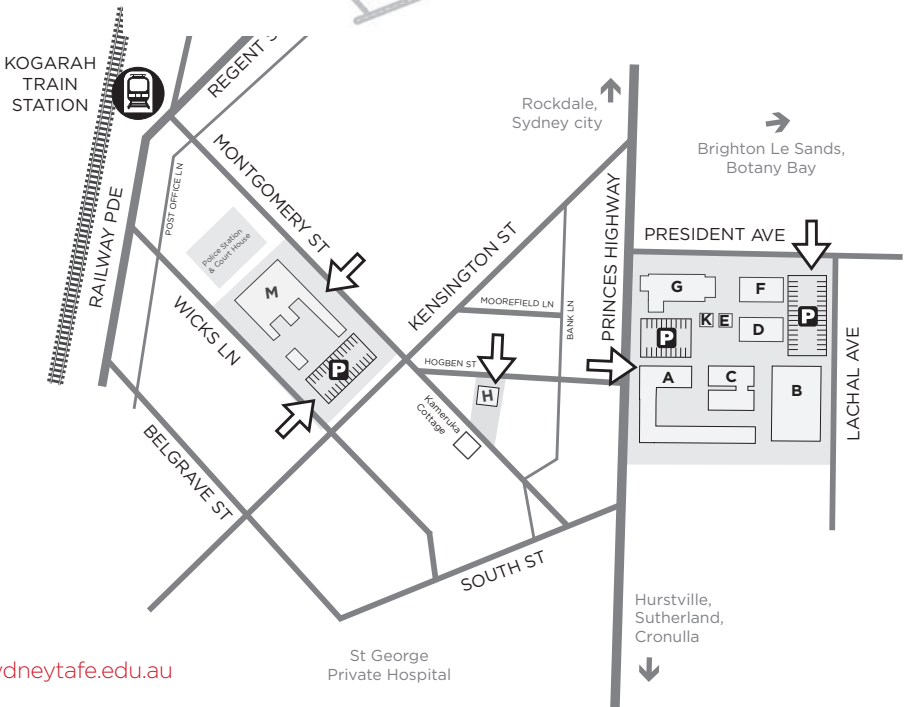 KOGARAH
TRAIN
STATION
REGENT S
MONTGOMERY ST
POST OFFICE LN
RAILWAY PDE
Police Station
& Court House
M
WICKS LN
P
KENSINGTON ST
MOOREFIELD LN
BANK LN
HOGBEN ST
H
Kameruka
Cottage
BELGRAVE ST
SOUTH ST
Rockdale,
Sydney city
Brighton Le Sands,
Botany Bay
PRINCES HIGHWAY
PRESIDENT AVE
G
F
K
E
D
P
P
A
C
B
LACHAL AVE
Hurstville,
Sutherland,
Cronulla
St George
Private Hospital
ydneytafe.edu.au